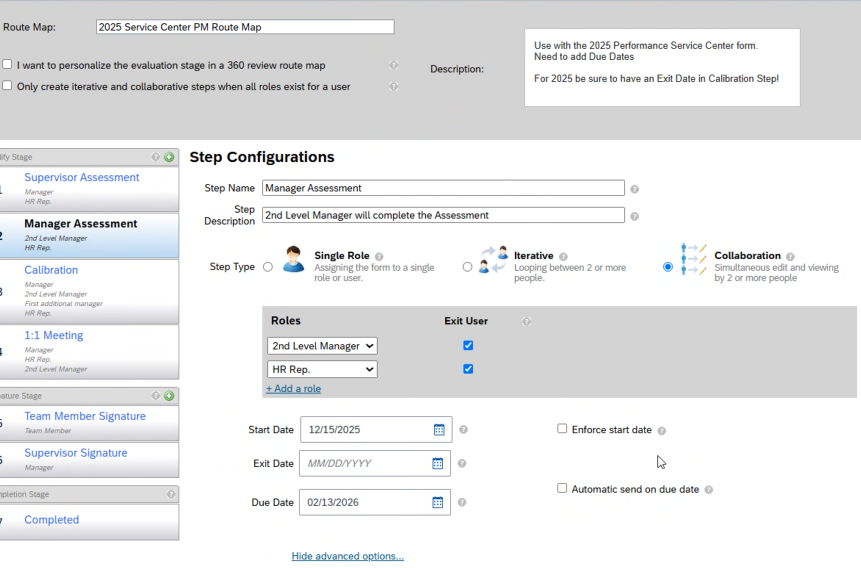 Route Map: 2025 Service Center PM Route Map
I want to personalize the evaluation stage in a 360 review route map
Only create iterative and collaborative steps when all roles exist for a user
Description:
Use with the 2025 Performance Service Center form.
Need to add Due Dates
For 2025 be sure to have an Exit Date in Calibration Step!
Stage
Supervisor Assessment
Manager
HR Rep.
2
Manager Assessment
2nd Level Manager
HR Rep.
Calibration
Manager
2nd Level Manager
First additional manager
HR Rep.
1:1 Meeting
Manager
HR Rep.
2nd Level Manager
Stage
Team Member Signature
Team Member
Supervisor Signature
Manager
Stage
Completed
Step Configurations
Step Name Manager Assessment
Step
Description 2nd Level Manager will complete the Assessment
Step Type
Single Role
Assigning the form to a single
role or user.
Iterative
Looping between 2 or more
people.
Collaboration
Simultaneous edit and viewing
by 2 or more people
Roles Exit User
2nd Level Manager
HR Rep.
+ Add a role
Start Date 12/15/2025 Enforce start date
Exit Date MM/DD/YYYY
Due Date 02/13/2026 Automatic send on due date
Hide advanced options...